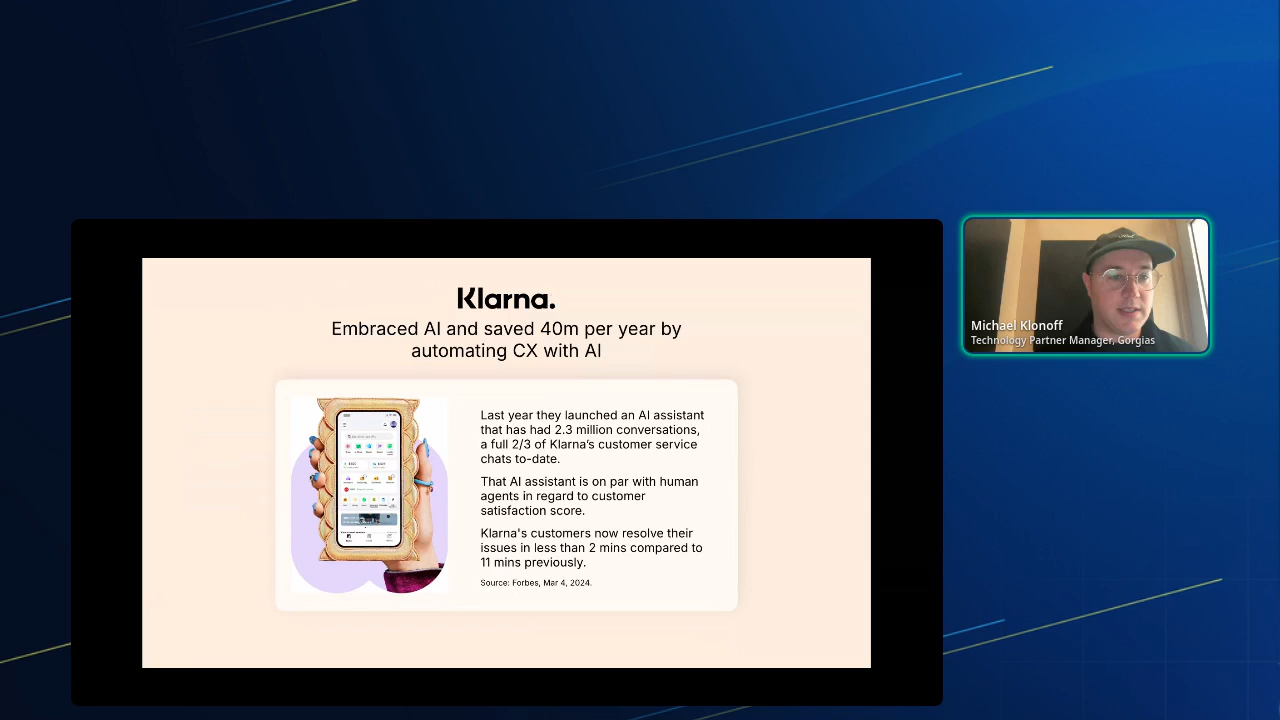 Klarna.
Embraced AI and saved 40m per year by
automating CX with AI
Last year they launched an AI assistant
that has had 2.3 million conversations,
a full 2/3 of Klarna’s customer service
chats to-date.
That AI assistant is on par with human
agents in regard to customer
satisfaction score.
Klarna's customers now resolve their
issues in less than 2 mins compared to
11 mins previously.
Source: Forbes, Mar 4, 2024.
Michael Klonoff
Technology Partner Manager, Gorgias